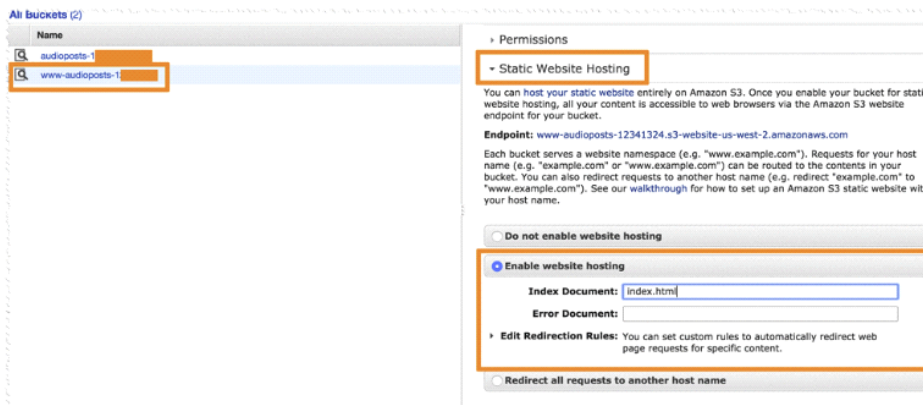 All Buckets (2)
Name
audioposts-1
www-audioposts-1
Permissions
Static Website Hosting
You can host your static website entirely on Amazon S3. Once you enable your bucket for stati
website hosting, all your content is accessible to web browsers via the Amazon S3 website
endpoint for your bucket.
Endpoint: www-audioposts-12341324.s3-website-us-west-2.amazonaws.com
Each bucket serves a website namespace (e.g. "www.example.com"). Requests for your host
name (e.g. "example.com" or "www.example.com") can be routed to the contents in your
bucket. You can also redirect requests to another host name (e.g. redirect "example.com" to
"www.example.com"). See our walkthrough for how to set up an Amazon S3 static website wit
your host name.
Do not enable website hosting
Enable website hosting
Index Document: index.html
Error Document:
Edit Redirection Rules: You can set custom rules to automatically redirect web
page requests for specific content.
Redirect all requests to another host name